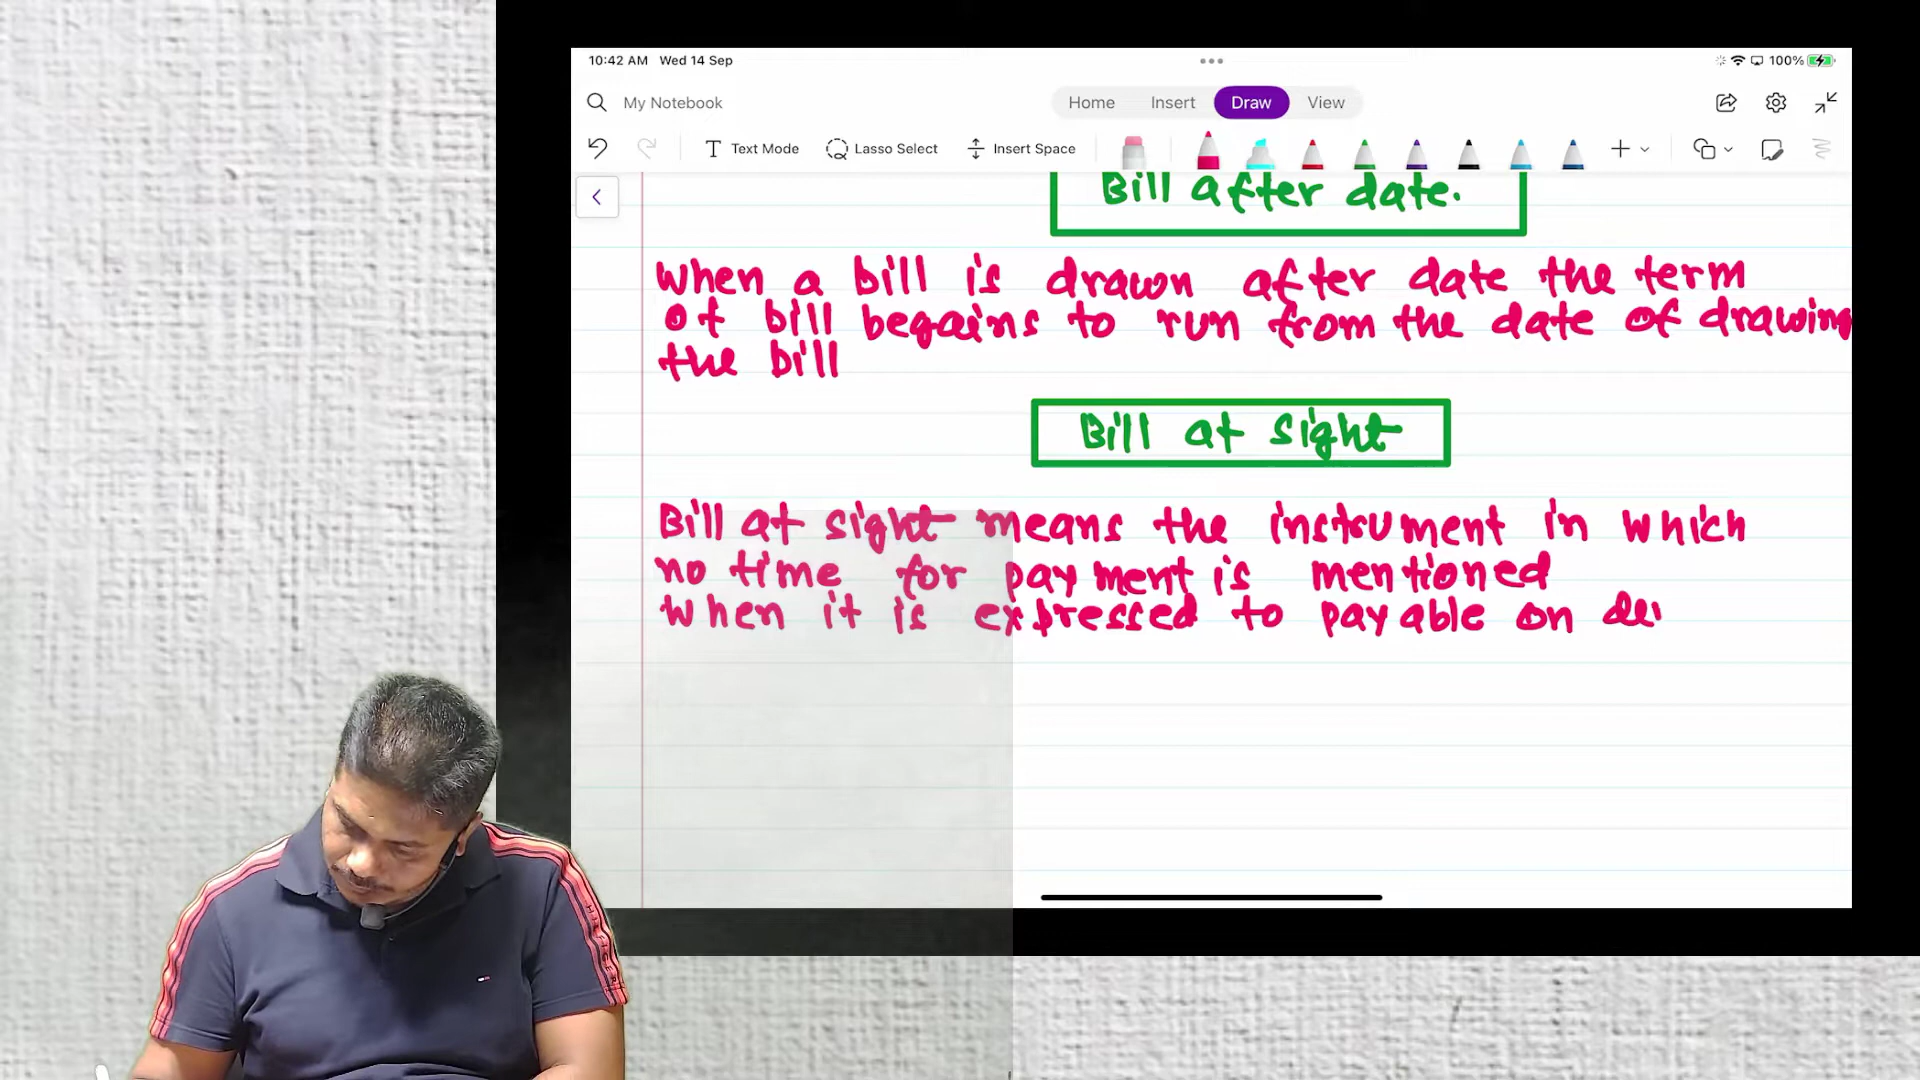 10:42 AM Wed 14 Sep
100%
My Notebook
Home Insert Draw View
Text Mode Lasso Select Insert Space
Bill after date.
When a bill is drawn after date the term
of bill begains to run from the date of drawing
the bill
Bill at sight
Bill at sight means the instrument in which
no time for payment is mentioned
When it is expressed to payable on de